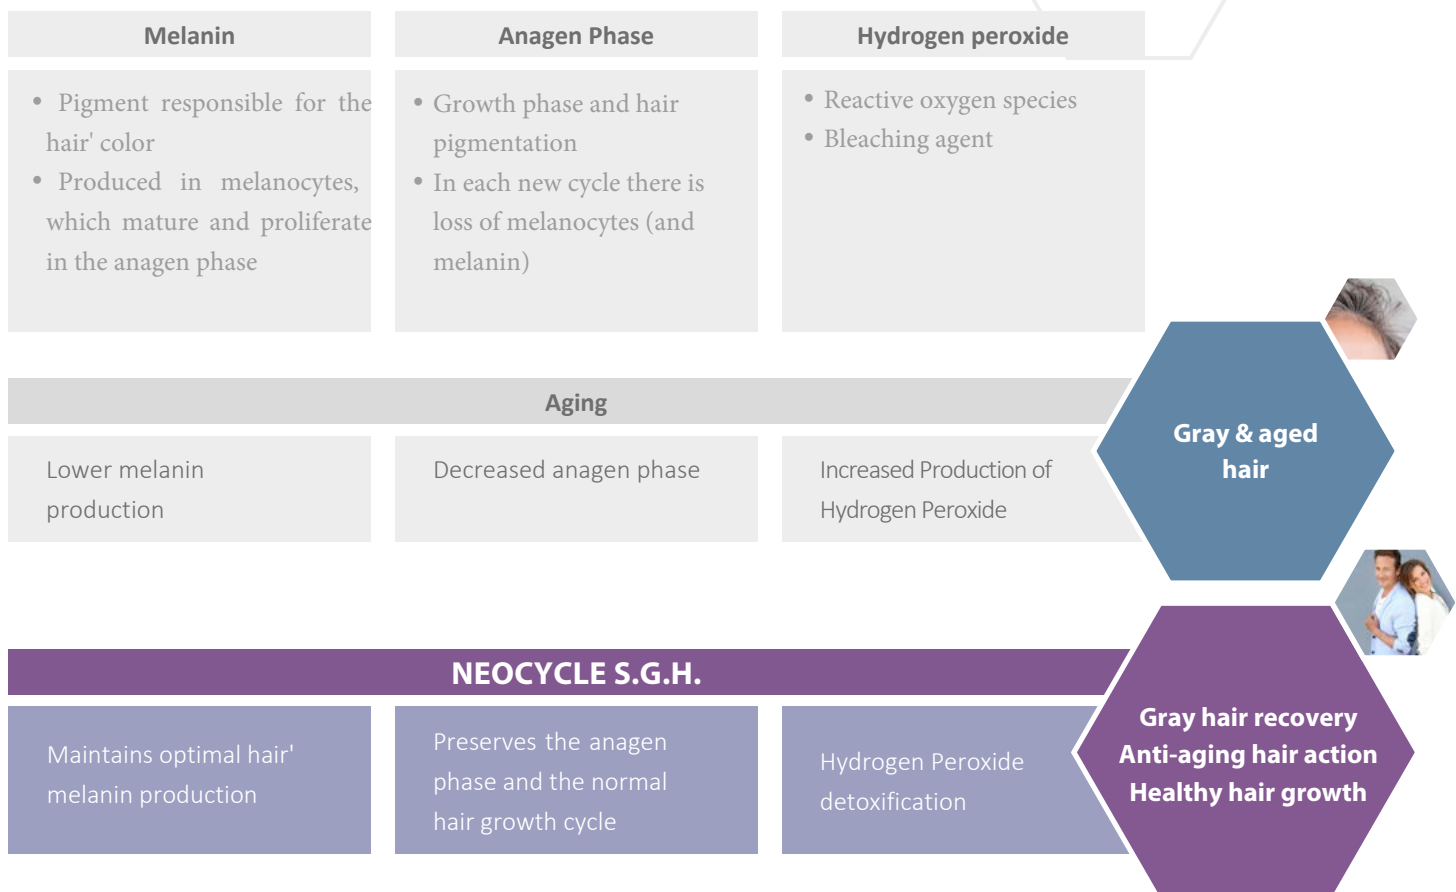 Melanin
Anagen Phase
Hydrogen peroxide
• Pigment responsible for the
hair' color
• Produced in melanocytes,
which mature and proliferate
in the anagen phase
• Growth phase and hair
pigmentation
• In each new cycle there is
loss of melanocytes (and
melanin)
• Reactive oxygen species
• Bleaching agent
Aging
Lower melanin
production
Decreased anagen phase
Increased Production of
Hydrogen Peroxide
Gray & aged
hair
NEOCYCLE S.G.H.
Maintains optimal hair'
melanin production
Preserves the anagen
phase and the normal
hair growth cycle
Hydrogen Peroxide
detoxification
Gray hair recovery
Anti-aging hair action
Healthy hair growth